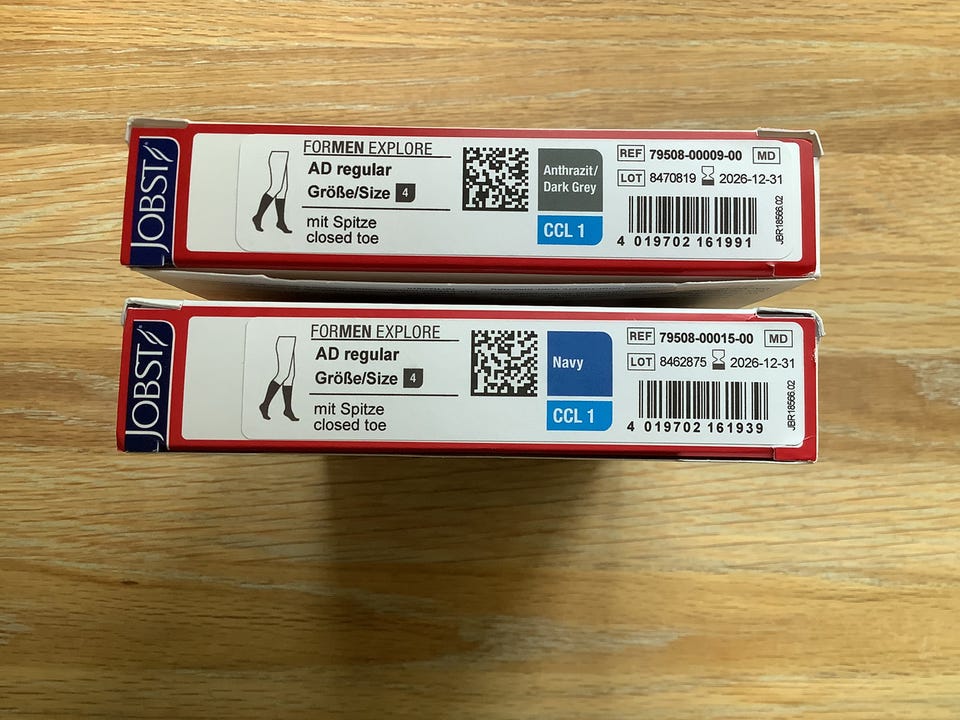 JOBST
FORMEN EXPLORE
AD regular
Größe/Size 4
mit Spitze
closed toe
Anthrazit/
Dark Grey
CCL 1
REF 79508-00009-00 MD
LOT 8470819 2026-12-31
4 019702 161991
JBR18566.02
JOBST
FORMEN EXPLORE
AD regular
Größe/Size 4
mit Spitze
closed toe
Navy
CCL 1
REF 79508-00015-00 MD
LOT 8462875 2026-12-31
4 019702 161939
JBR18566.02